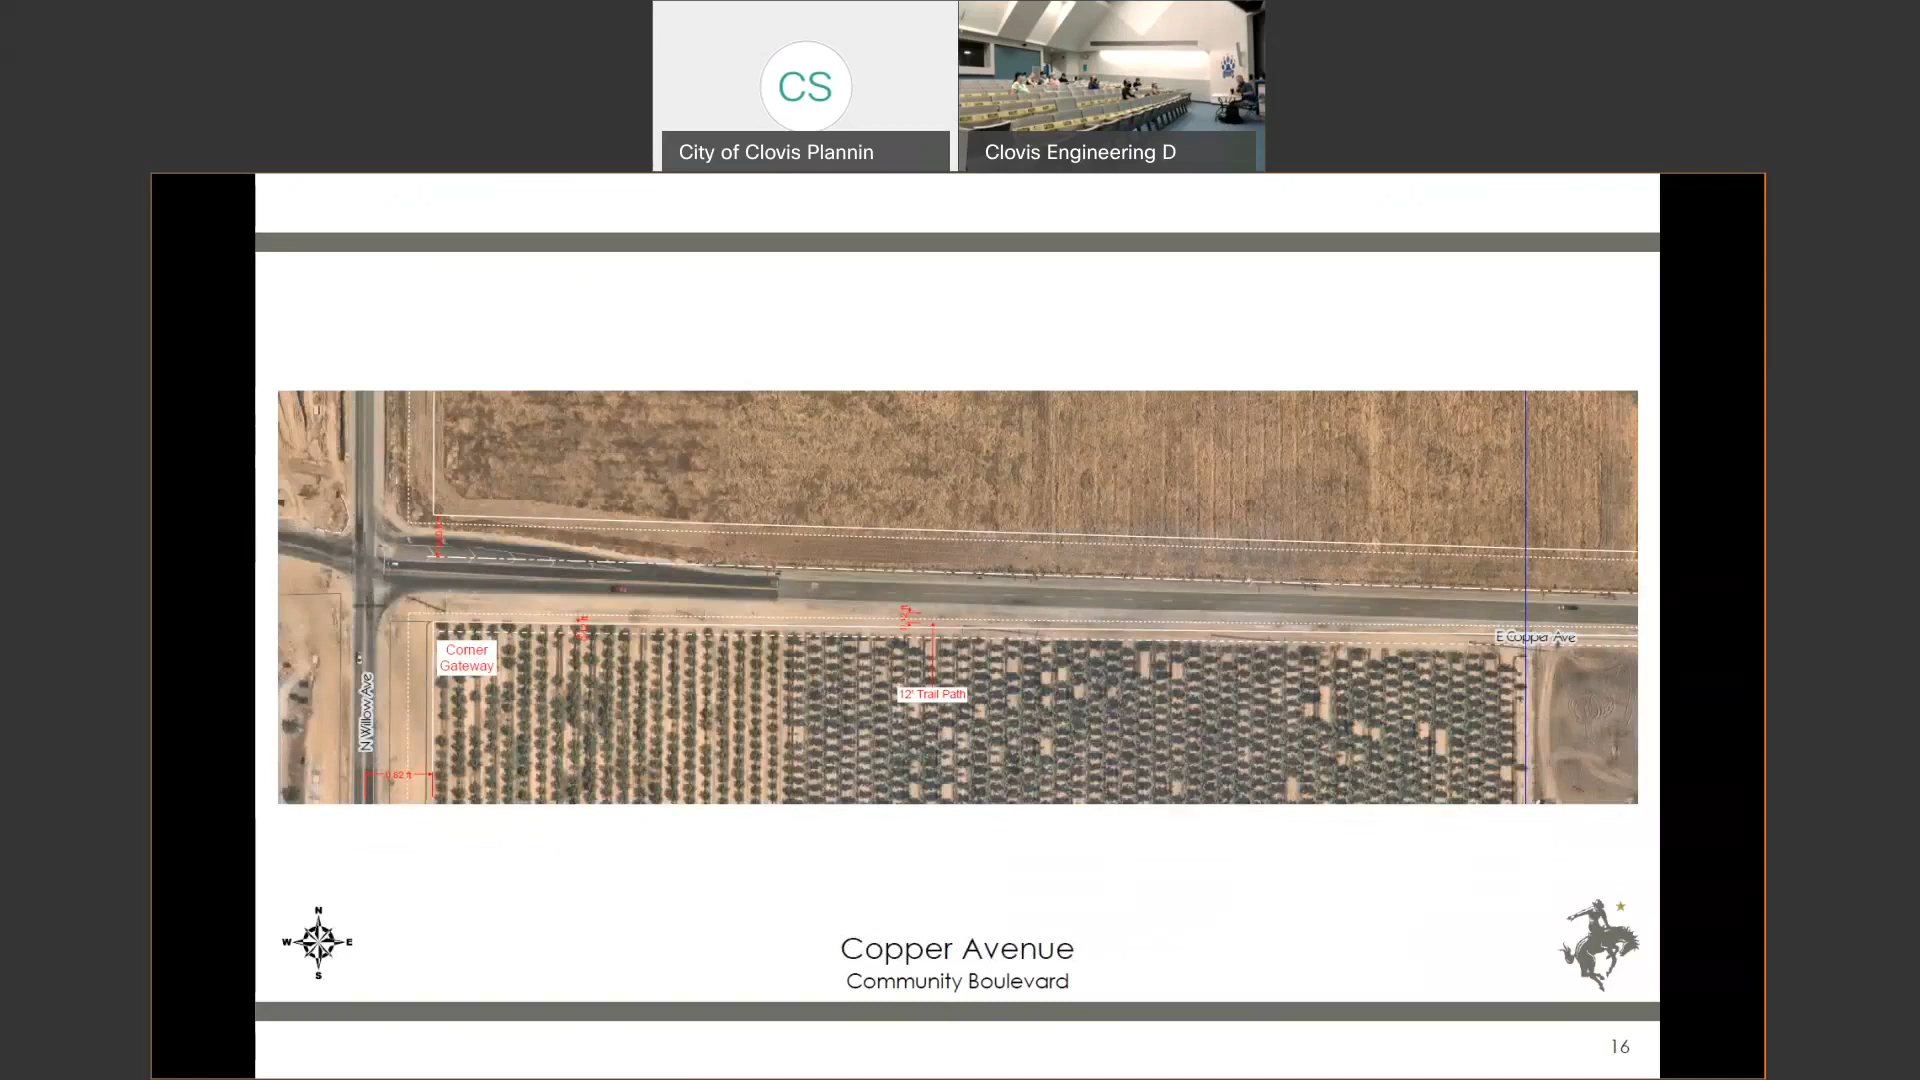 CS
City of Clovis Plannin
Clovis Engineering D
Corner
Gateway
12' Trail Path
E Copper Ave
N Willow Ave
N
W
E
S
Copper Avenue
Community Boulevard
16